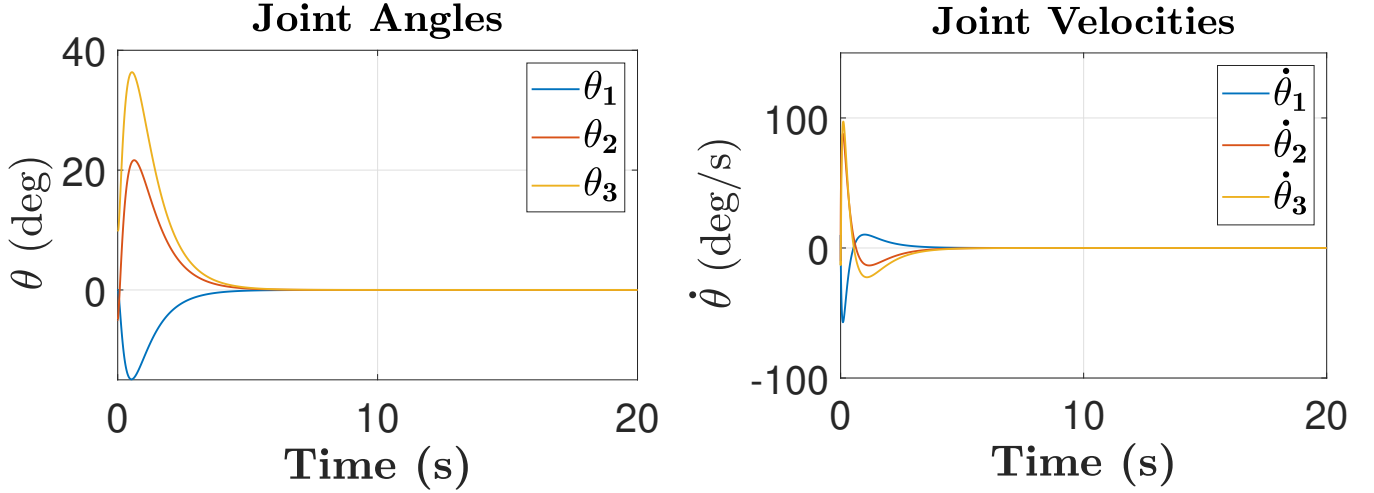 Joint Angles
40
20
0
θ (deg)
θ₁
θ₂
θ₃
0 10 20
Time (s)
Joint Velocities
100
0
-100
θ̇ (deg/s)
θ̇₁
θ̇₂
θ̇₃
0 10 20
Time (s)